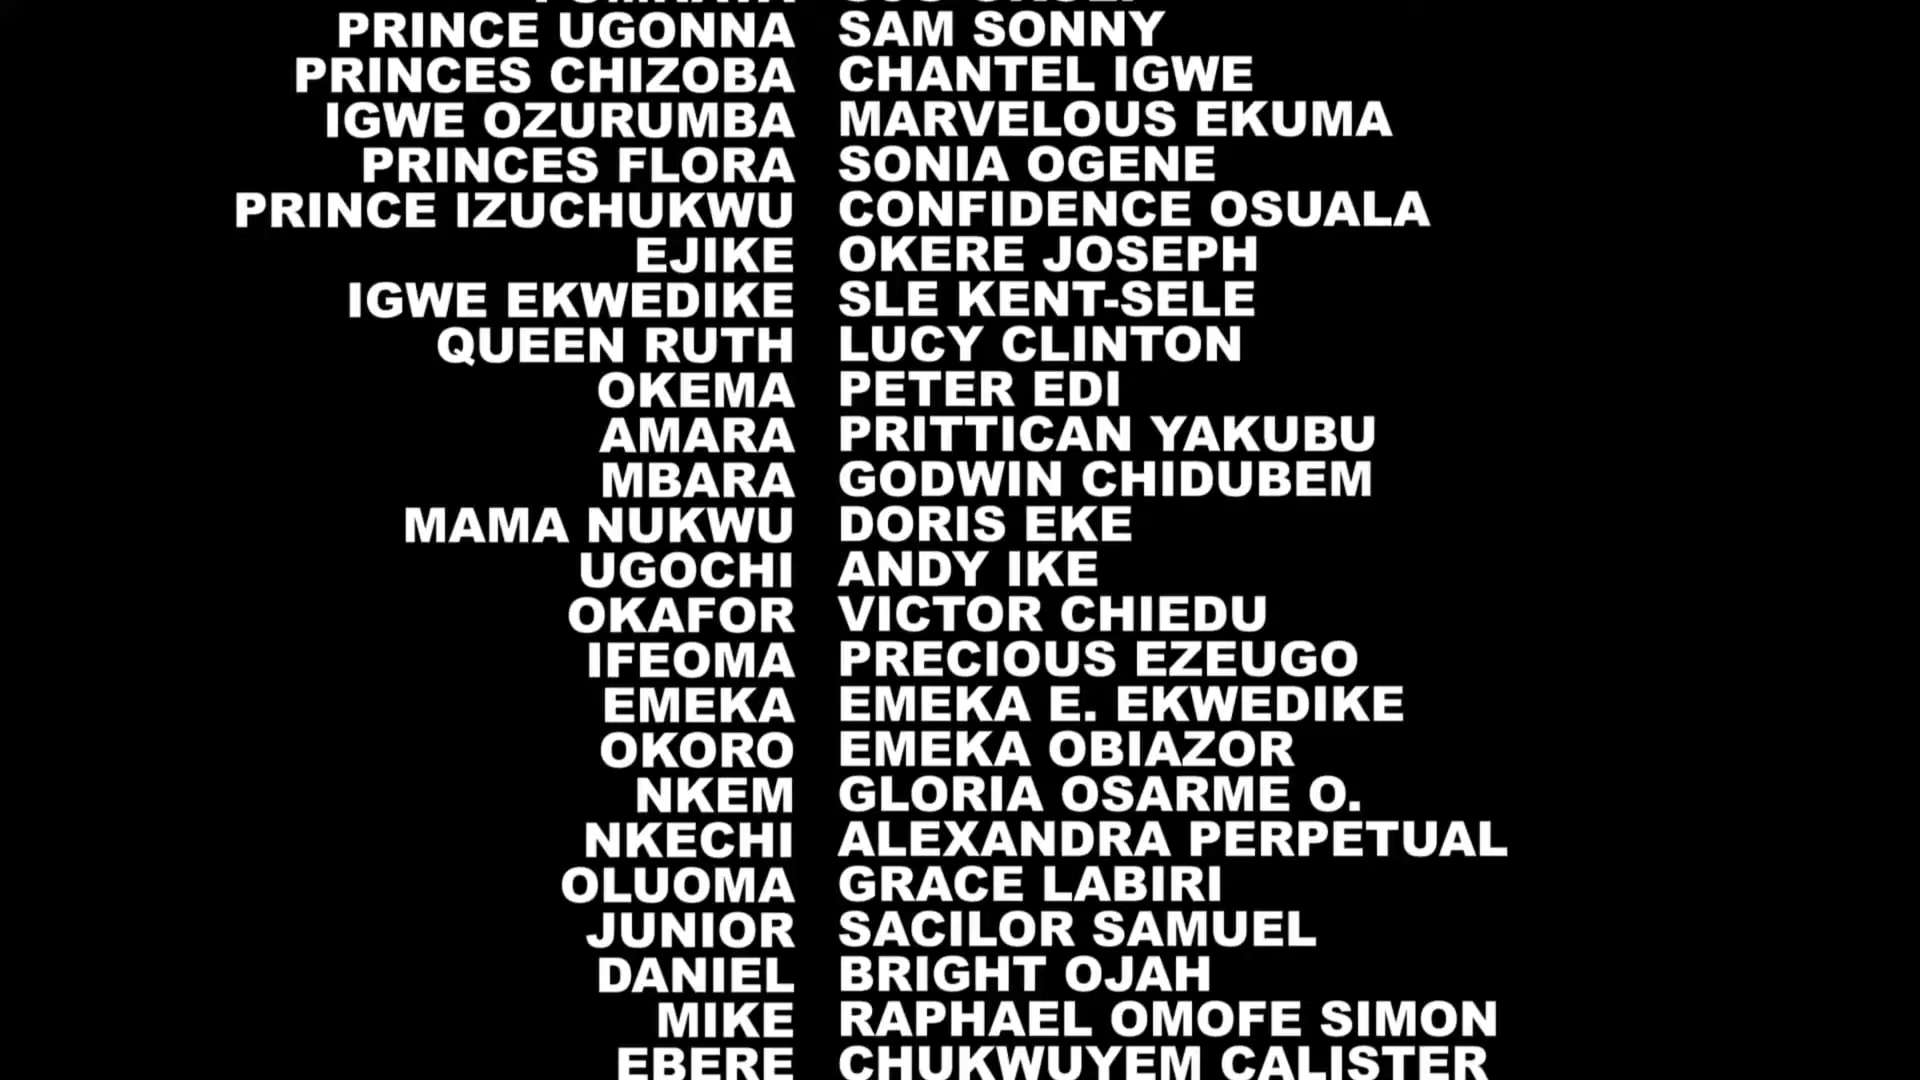 PRINCE UGONNA SAM SONNY
PRINCES CHIZOBA CHANTEL IGWE
IGWE OZURUMBA MARVELOUS EKUMA
PRINCES FLORA SONIA OGENE
PRINCE IZUCHUKWU CONFIDENCE OSUALA
EJIKE OKERE JOSEPH
IGWE EKWEDIKE SLE KENT-SELE
QUEEN RUTH LUCY CLINTON
OKEMA PETER EDI
AMARA PRITTICAN YAKUBU
MBARA GODWIN CHIDUBEM
MAMA NUKWU DORIS EKE
UGOCHI ANDY IKE
OKAFOR VICTOR CHIEDU
IFEOMA PRECIOUS EZEUGO
EMEKA EMEKA E. EKWEDIKE
OKORO EMEKA OBIAZOR
NKEM GLORIA OSARME O.
NKECHI ALEXANDRA PERPETUAL
OLUOMA GRACE LABIRI
JUNIOR SACILOR SAMUEL
DANIEL BRIGHT OJAH
MIKE RAPHAEL OMOFE SIMON
EBERE CHUKWUYEM CALISTER